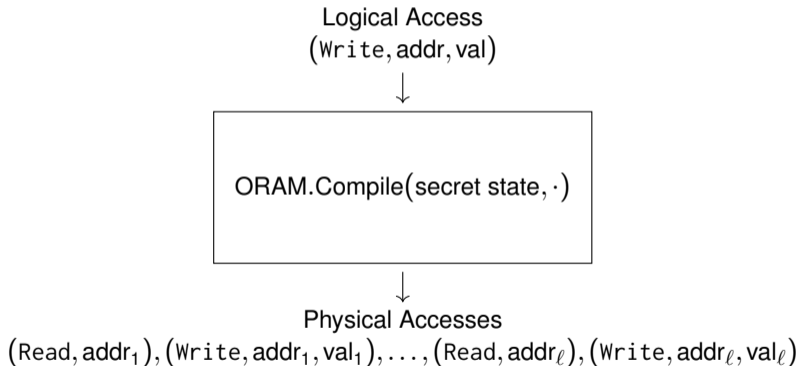 Logical Access
(Write, addr, val)
ORAM.Compile(secret state, ·)
Physical Accesses
(Read, addr₁), (Write, addr₁, val₁), . . . , (Read, addrℓ), (Write, addrℓ, valℓ)